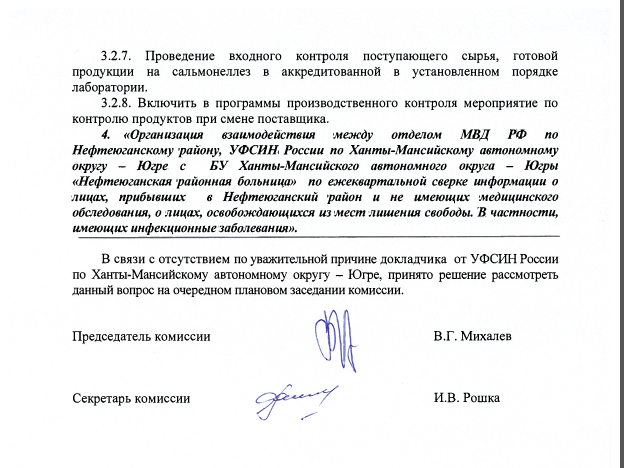 3.2.7. Проведение входного контроля поступающего сырья, готовой
продукции на сальмонеллез в аккредитованной в установленном порядке
лаборатории.
3.2.8. Включить в программы производственного контроля мероприятие по
контролю продуктов при смене поставщика.
4. «Организация взаимодействия между отделом МВД РФ по
Нефтеюганскому району, УФСИН России по Ханты-Мансийскому автономному
округу – Югре с БУ Ханты-Мансийского автономного округа – Югры
«Нефтеюганская районная больница» по ежеквартальной сверке информации о
лицах, прибывших в Нефтеюганский район и не имеющих медицинского
обследования, о лицах, освобождающихся из мест лишения свободы. В частности,
имеющих инфекционные заболевания».
В связи с отсутствием по уважительной причине докладчика от УФСИН России
по Ханты-Мансийскому автономному округу – Югре, принято решение рассмотреть
данный вопрос на очередном плановом заседании комиссии.
Председатель комиссии В.Г. Михалев
Секретарь комиссии И.В. Рошка